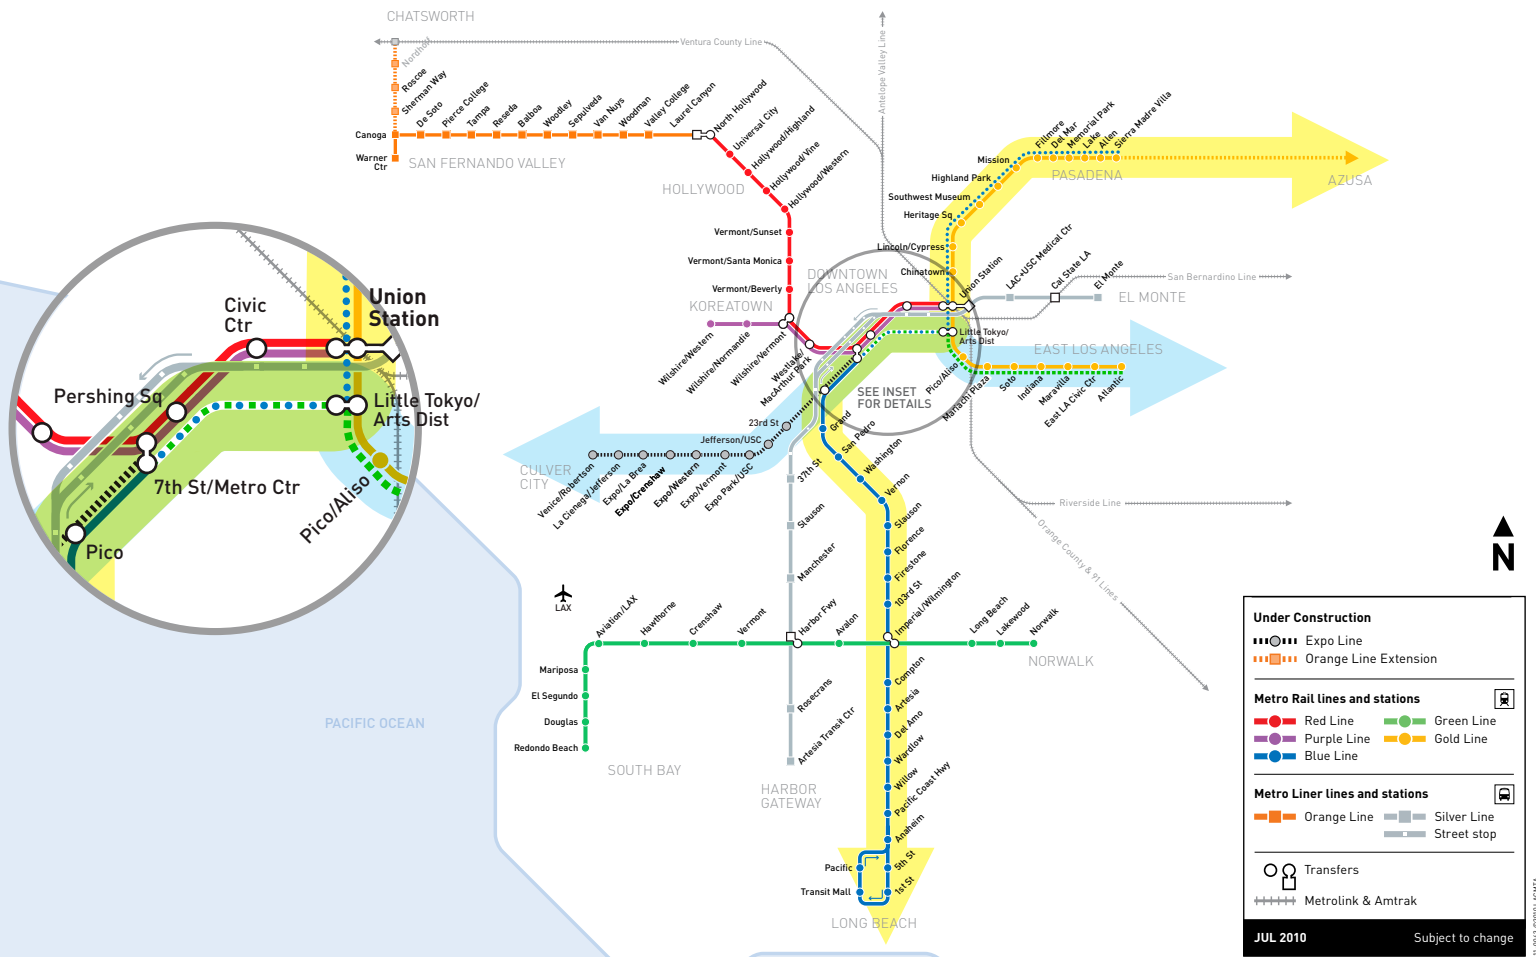 CHATSWORTH
Nordhoff
Roscoe
Sherman Way
Canoga
Warner
Ctr
De Soto
Pierce College
Tampa
Reseda
Balboa
Woodley
Sepulveda
Van Nuys
Woodman
Valley College
Laurel Canyon
North Hollywood
SAN FERNANDO VALLEY
Ventura County Line
Antelope Valley Line
Universal City
Hollywood/Highland
Hollywood/Vine
Hollywood/Western
HOLLYWOOD
Vermont/Sunset
Vermont/Santa Monica
Vermont/Beverly
KOREATOWN
Wilshire/Western
Wilshire/Normandie
Wilshire/Vermont
Westlake/
MacArthur Park
DOWNTOWN
LOS ANGELES
Fillmore
Del Mar
Memorial Park
Lake
Allen
Sierra Madre Villa
Mission
Highland Park
Southwest Museum
Heritage Sq
Lincoln/Cypress
Chinatown
PASADENA
AZUSA
Union Station
LAC+USC Medical Ctr
Cal State LA
El Monte
EL MONTE
San Bernardino Line
Little Tokyo/
Arts Dist
EAST LOS ANGELES
Pico/Aliso
Mariachi Plaza
Soto
Indiana
Maravilla
East LA Civic Ctr
Atlantic
SEE INSET
FOR DETAILS
Civic
Ctr
Union
Station
Pershing Sq
Little Tokyo/
Arts Dist
7th St/Metro Ctr
Pico/Aliso
Pico
23rd St
Jefferson/USC
CULVER
CITY
Venice/Robertson
La Cienega/Jefferson
Expo/La Brea
Expo/Crenshaw
Expo/Western
Expo/Vermont
Expo Park/USC
Grand
San Pedro
Washington
Vernon
Slauson
Florence
Firestone
103rd St
Imperial/Wilmington
37th St
Slauson
Manchester
Harbor Fwy
Rosecrans
Artesia Transit Ctr
HARBOR
GATEWAY
Riverside Line
Orange County & 91 Lines
N
LAX
Aviation/LAX
Hawthorne
Crenshaw
Vermont
Avalon
Long Beach
Lakewood
Norwalk
NORWALK
Mariposa
El Segundo
Douglas
Redondo Beach
SOUTH BAY
PACIFIC OCEAN
Compton
Artesia
Del Amo
Wardlow
Willow
Pacific Coast Hwy
Anaheim
5th St
1st St
Pacific
Transit Mall
LONG BEACH
Under Construction
Expo Line
Orange Line Extension
Metro Rail lines and stations
Red Line
Green Line
Purple Line
Gold Line
Blue Line
Metro Liner lines and stations
Orange Line
Silver Line
Street stop
Transfers
Metrolink & Amtrak
JUL 2010
Subject to change